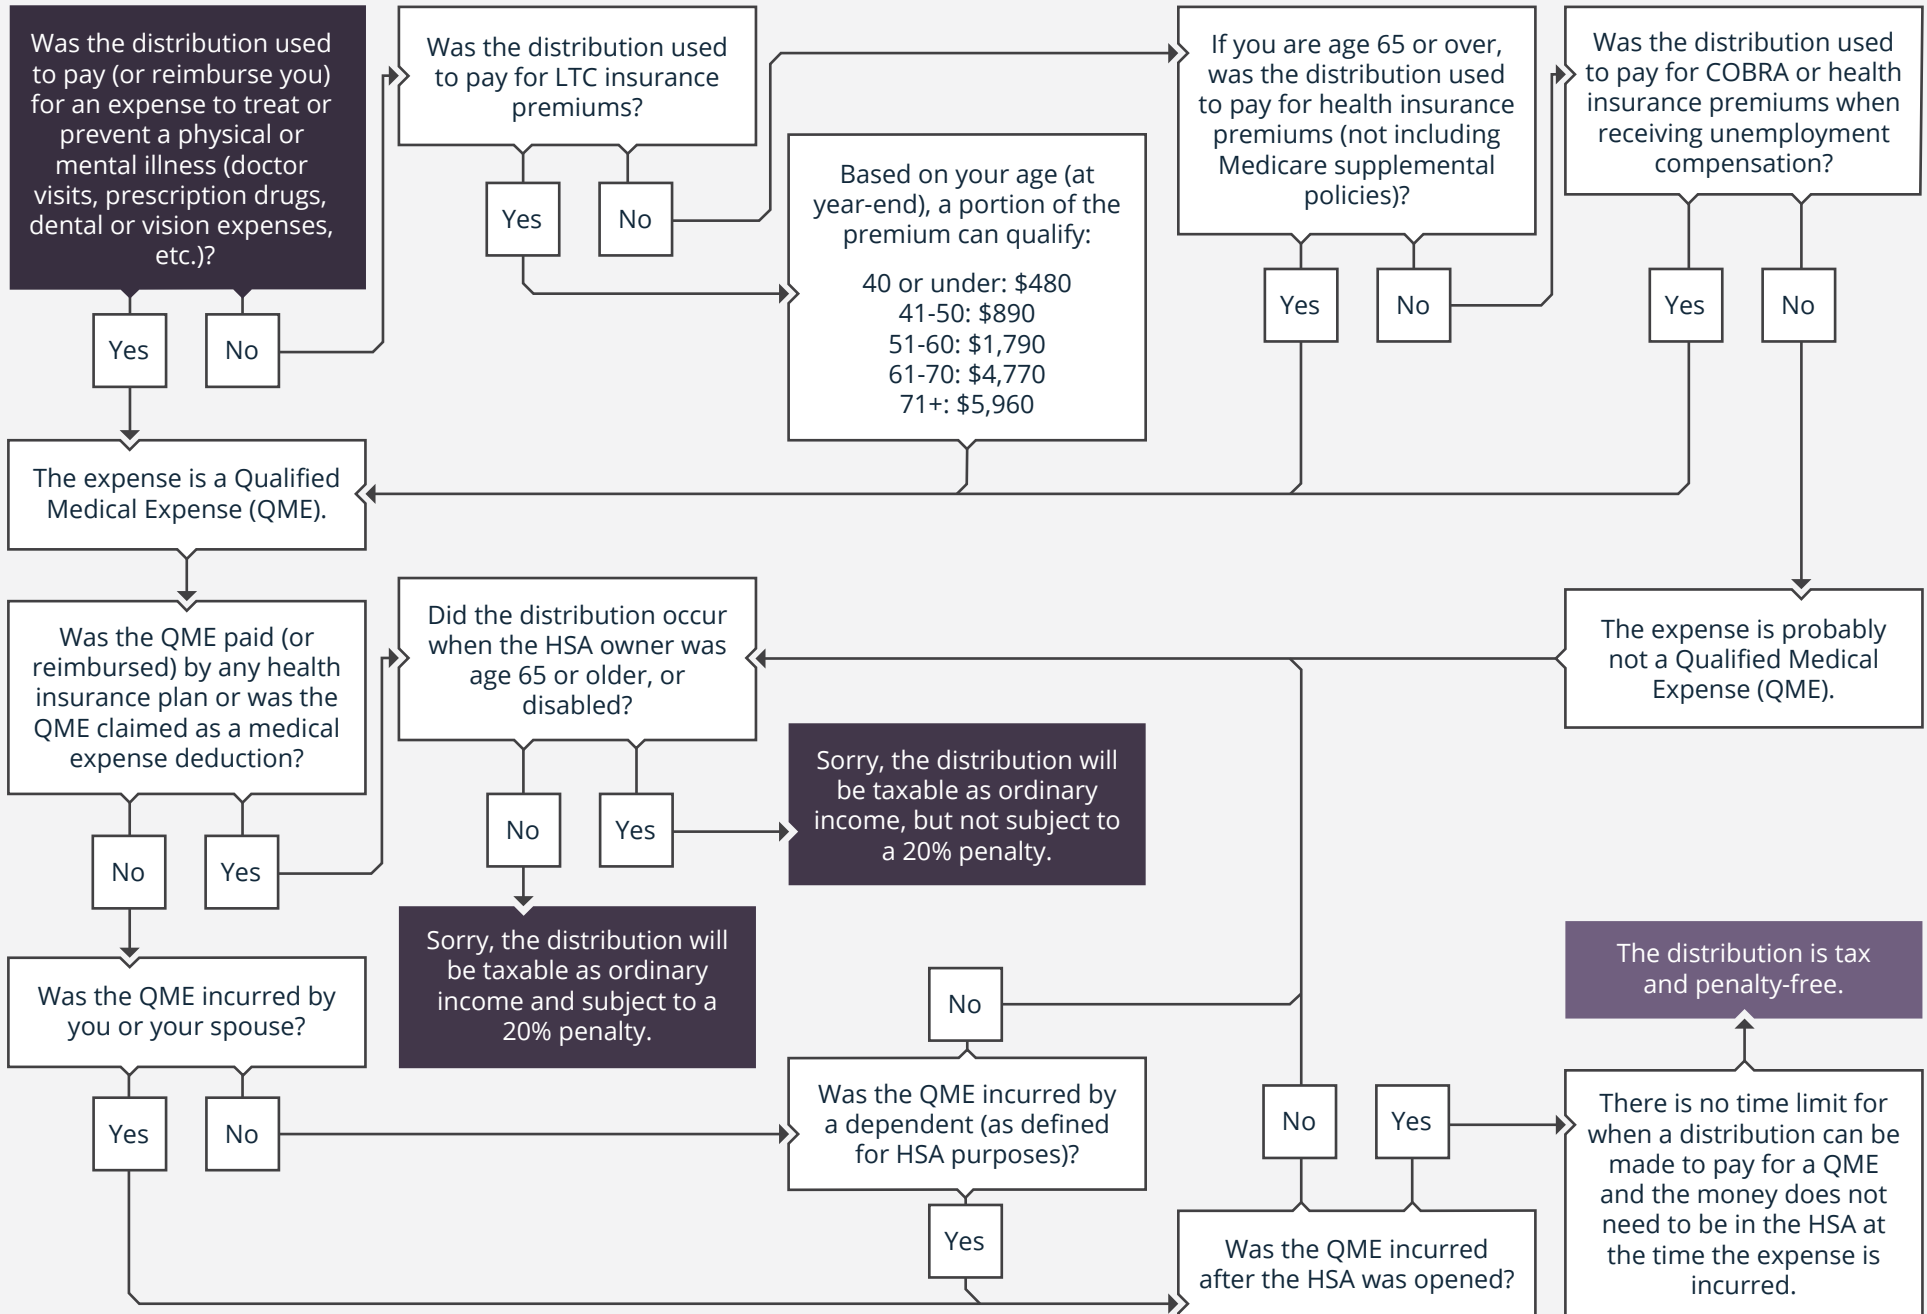 Was the distribution used
to pay (or reimburse you)
for an expense to treat or
prevent a physical or
mental illness (doctor
visits, prescription drugs,
dental or vision expenses,
etc.)?
Yes
No
Was the distribution used
to pay for LTC insurance
premiums?
Yes
No
Based on your age (at
year-end), a portion of the
premium can qualify:
40 or under: $480
41-50: $890
51-60: $1,790
61-70: $4,770
71+: $5,960
If you are age 65 or over,
was the distribution used
to pay for health insurance
premiums (not including
Medicare supplemental
policies)?
Yes
No
Was the distribution used
to pay for COBRA or health
insurance premiums when
receiving unemployment
compensation?
Yes
No
The expense is a Qualified
Medical Expense (QME).
The expense is probably
not a Qualified Medical
Expense (QME).
Was the QME paid (or
reimbursed) by any health
insurance plan or was the
QME claimed as a medical
expense deduction?
No
Yes
Did the distribution occur
when the HSA owner was
age 65 or older, or
disabled?
No
Yes
Sorry, the distribution will
be taxable as ordinary
income, but not subject to
a 20% penalty.
Sorry, the distribution will
be taxable as ordinary
income and subject to a
20% penalty.
Was the QME incurred by
you or your spouse?
Yes
No
No
Was the QME incurred by
a dependent (as defined
for HSA purposes)?
Yes
No
Yes
Was the QME incurred
after the HSA was opened?
The distribution is tax
and penalty-free.
There is no time limit for
when a distribution can be
made to pay for a QME
and the money does not
need to be in the HSA at
the time the expense is
incurred.